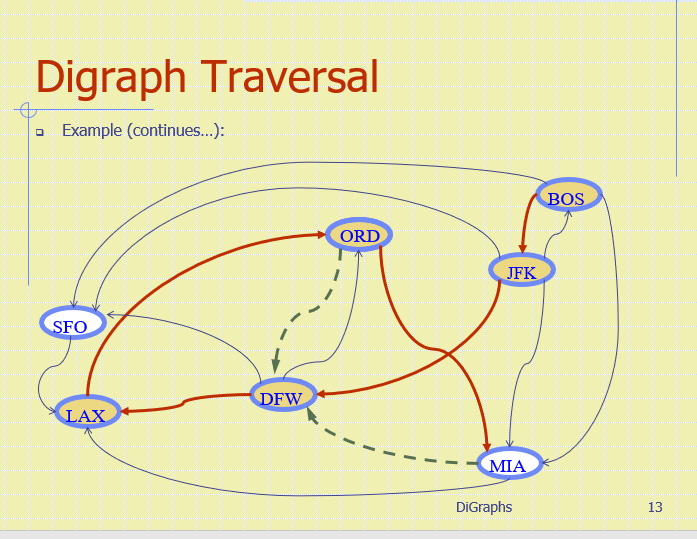 Digraph Traversal
Example (continues…):
BOS
ORD
JFK
SFO
DFW
LAX
MIA
DiGraphs
13